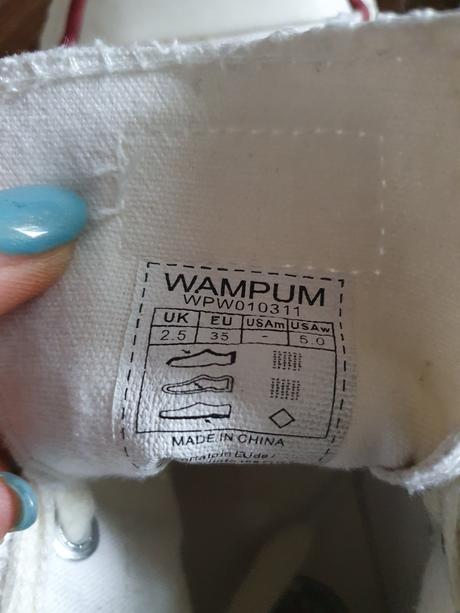 WAMPUM
WPW010311
UK EU USAm USAw
2.5 35 - 5.0
MADE IN CHINA